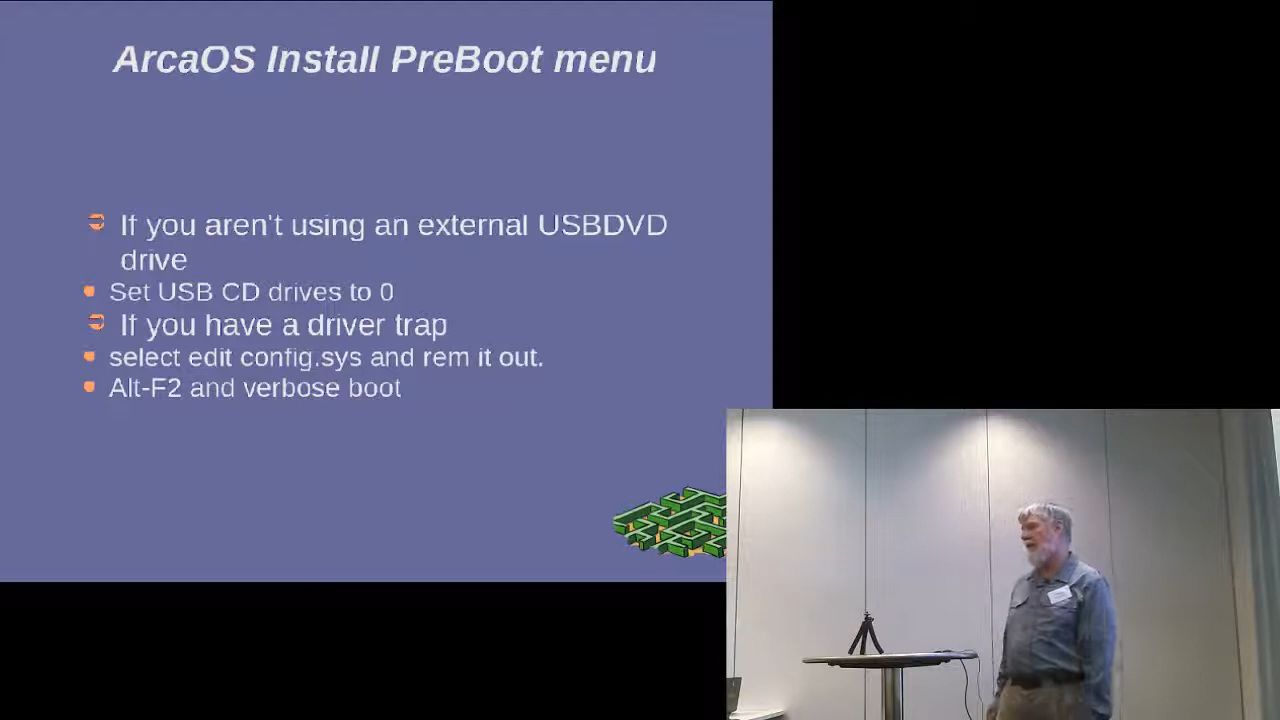 ArcaOS Install PreBoot menu
If you aren't using an external USBDVD
drive
Set USB CD drives to 0
If you have a driver trap
select edit config.sys and rem it out.
Alt-F2 and verbose boot